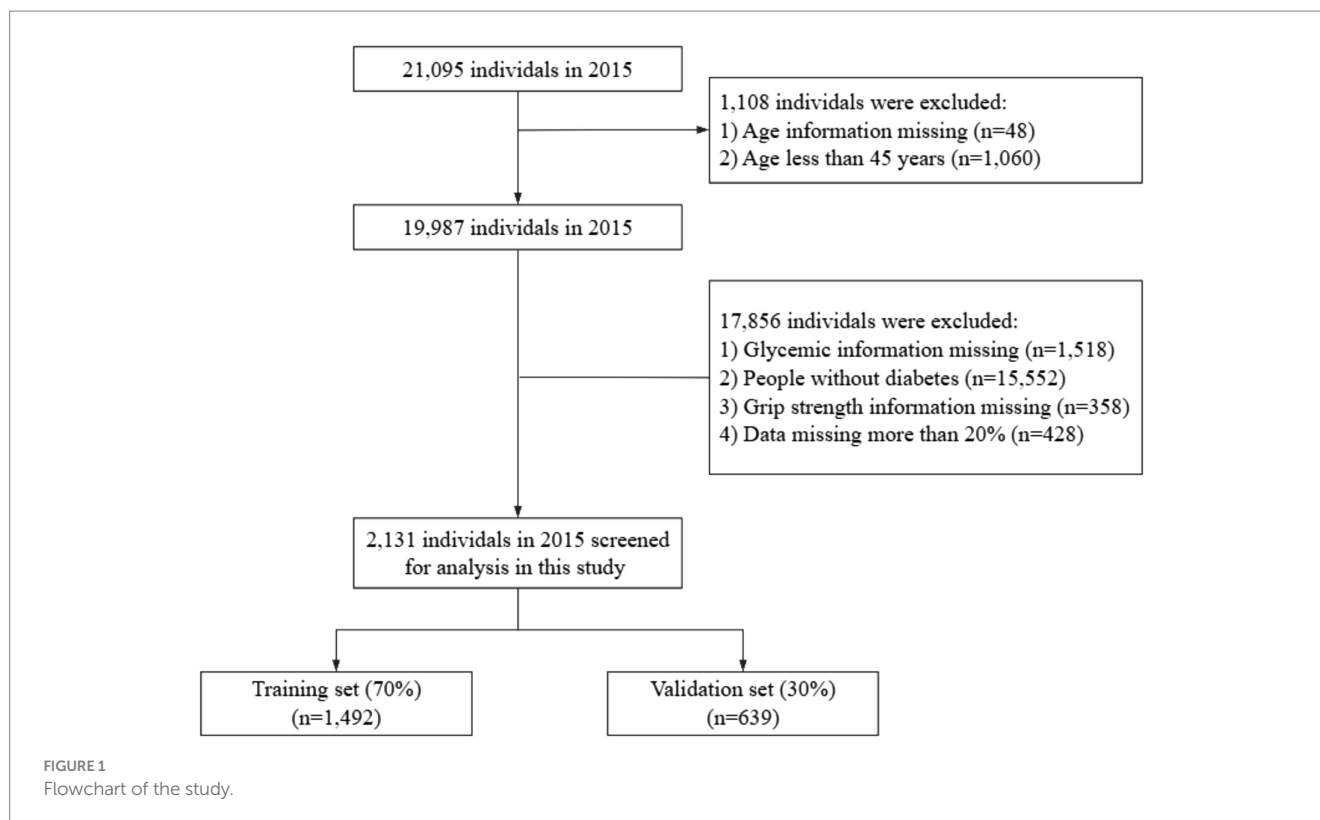 21,095 individals in 2015
1,108 individals were excluded:
1) Age information missing (n=48)
2) Age less than 45 years (n=1,060)
19,987 individals in 2015
17,856 individals were excluded:
1) Glycemic information missing (n=1,518)
2) People without diabetes (n=15,552)
3) Grip strength information missing (n=358)
4) Data missing more than 20% (n=428)
2,131 individals in 2015 screened
for analysis in this study
Training set (70%)
(n=1,492)
Validation set (30%)
(n=639)
FIGURE 1
Flowchart of the study.